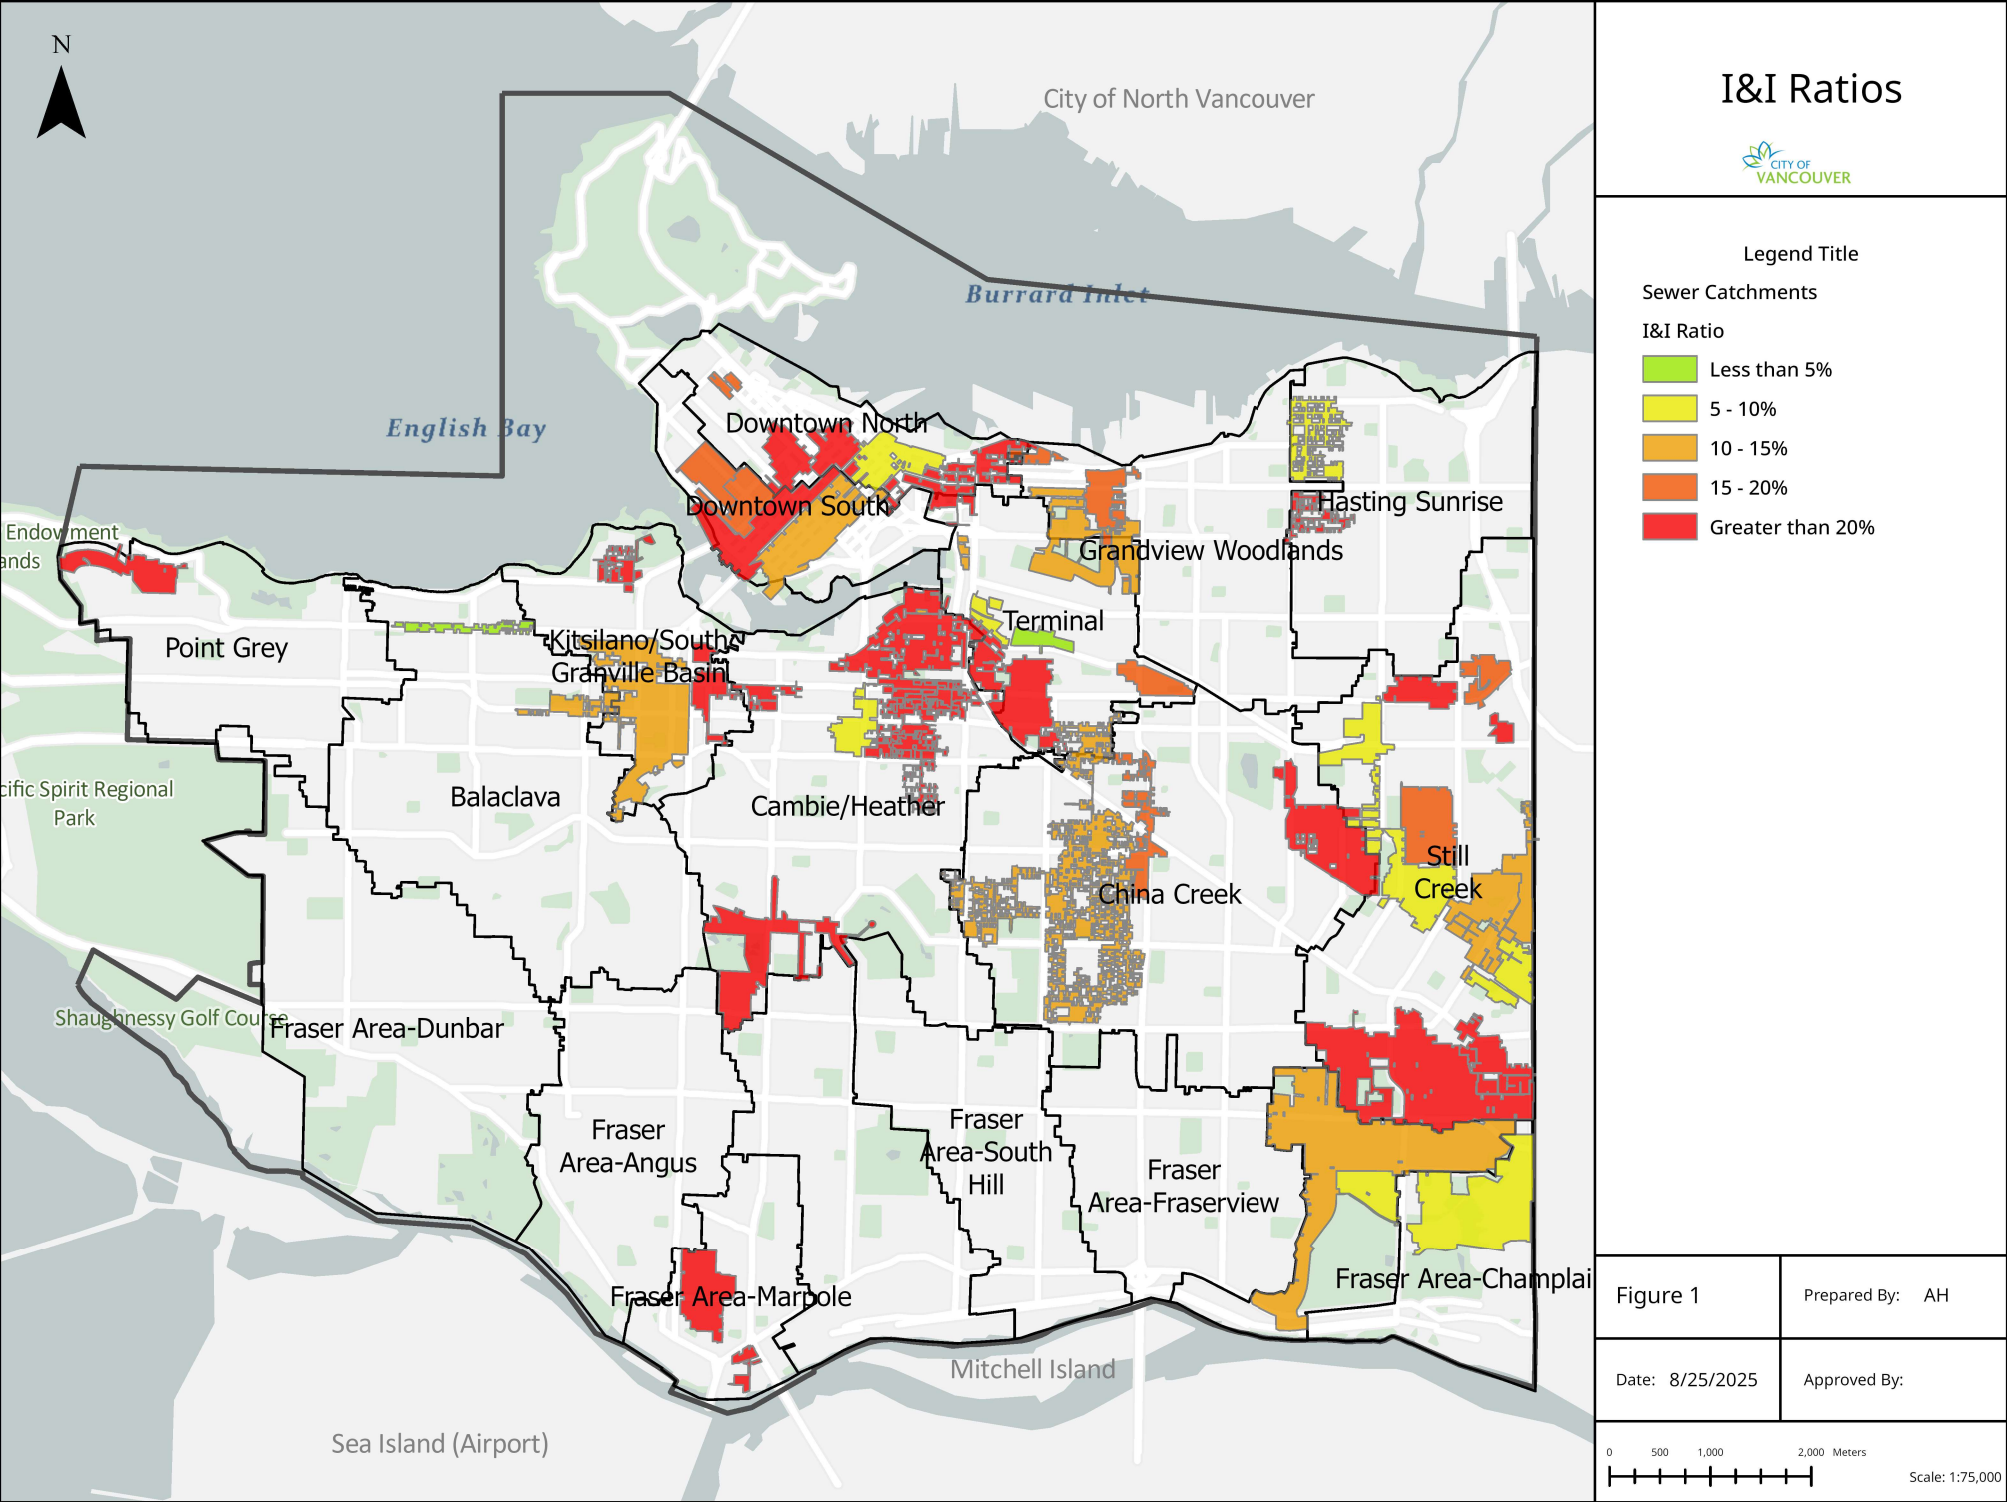 N
City of North Vancouver
Burrard Inlet
English Bay
Downtown North
Downtown South
Hasting Sunrise
Endowment
ands
Grandview Woodlands
Terminal
Point Grey
Kitsilano/South
Granville Basin
cific Spirit Regional
Park
Balaclava
Cambie/Heather
Still
Creek
China Creek
Shaughnessy Golf Course
Fraser Area-Dunbar
Fraser
Area-Angus
Fraser
Area-South
Hill
Fraser
Area-Fraserview
Fraser Area-Champlai
Fraser Area-Marpole
Mitchell Island
Sea Island (Airport)
I&I Ratios
CITY OF
VANCOUVER
Legend Title
Sewer Catchments
I&I Ratio
Less than 5%
5 - 10%
10 - 15%
15 - 20%
Greater than 20%
Figure 1
Prepared By: AH
Date: 8/25/2025
Approved By:
0 500 1,000 2,000 Meters
Scale: 1:75,000